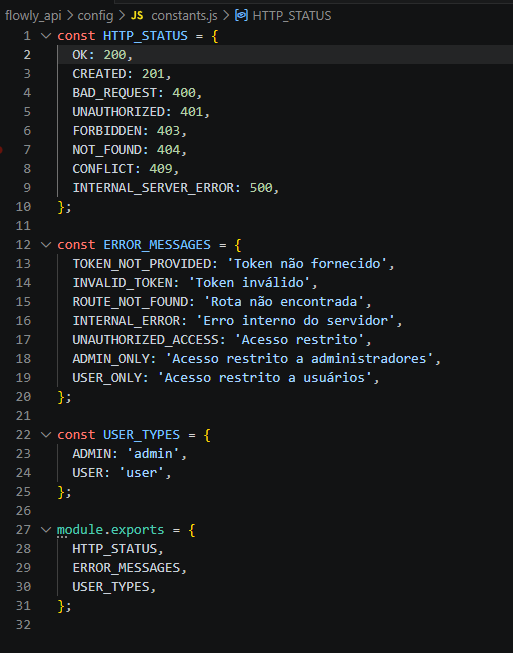 flowly_api > config > JS constants.js > HTTP_STATUS
1 const HTTP_STATUS = {
2 OK: 200,
3 CREATED: 201,
4 BAD_REQUEST: 400,
5 UNAUTHORIZED: 401,
6 FORBIDDEN: 403,
7 NOT_FOUND: 404,
8 CONFLICT: 409,
9 INTERNAL_SERVER_ERROR: 500,
10 };
11
12 const ERROR_MESSAGES = {
13 TOKEN_NOT_PROVIDED: 'Token não fornecido',
14 INVALID_TOKEN: 'Token inválido',
15 ROUTE_NOT_FOUND: 'Rota não encontrada',
16 INTERNAL_ERROR: 'Erro interno do servidor',
17 UNAUTHORIZED_ACCESS: 'Acesso restrito',
18 ADMIN_ONLY: 'Acesso restrito a administradores',
19 USER_ONLY: 'Acesso restrito a usuários',
20 };
21
22 const USER_TYPES = {
23 ADMIN: 'admin',
24 USER: 'user',
25 };
26
27 module.exports = {
28 HTTP_STATUS,
29 ERROR_MESSAGES,
30 USER_TYPES,
31 };
32